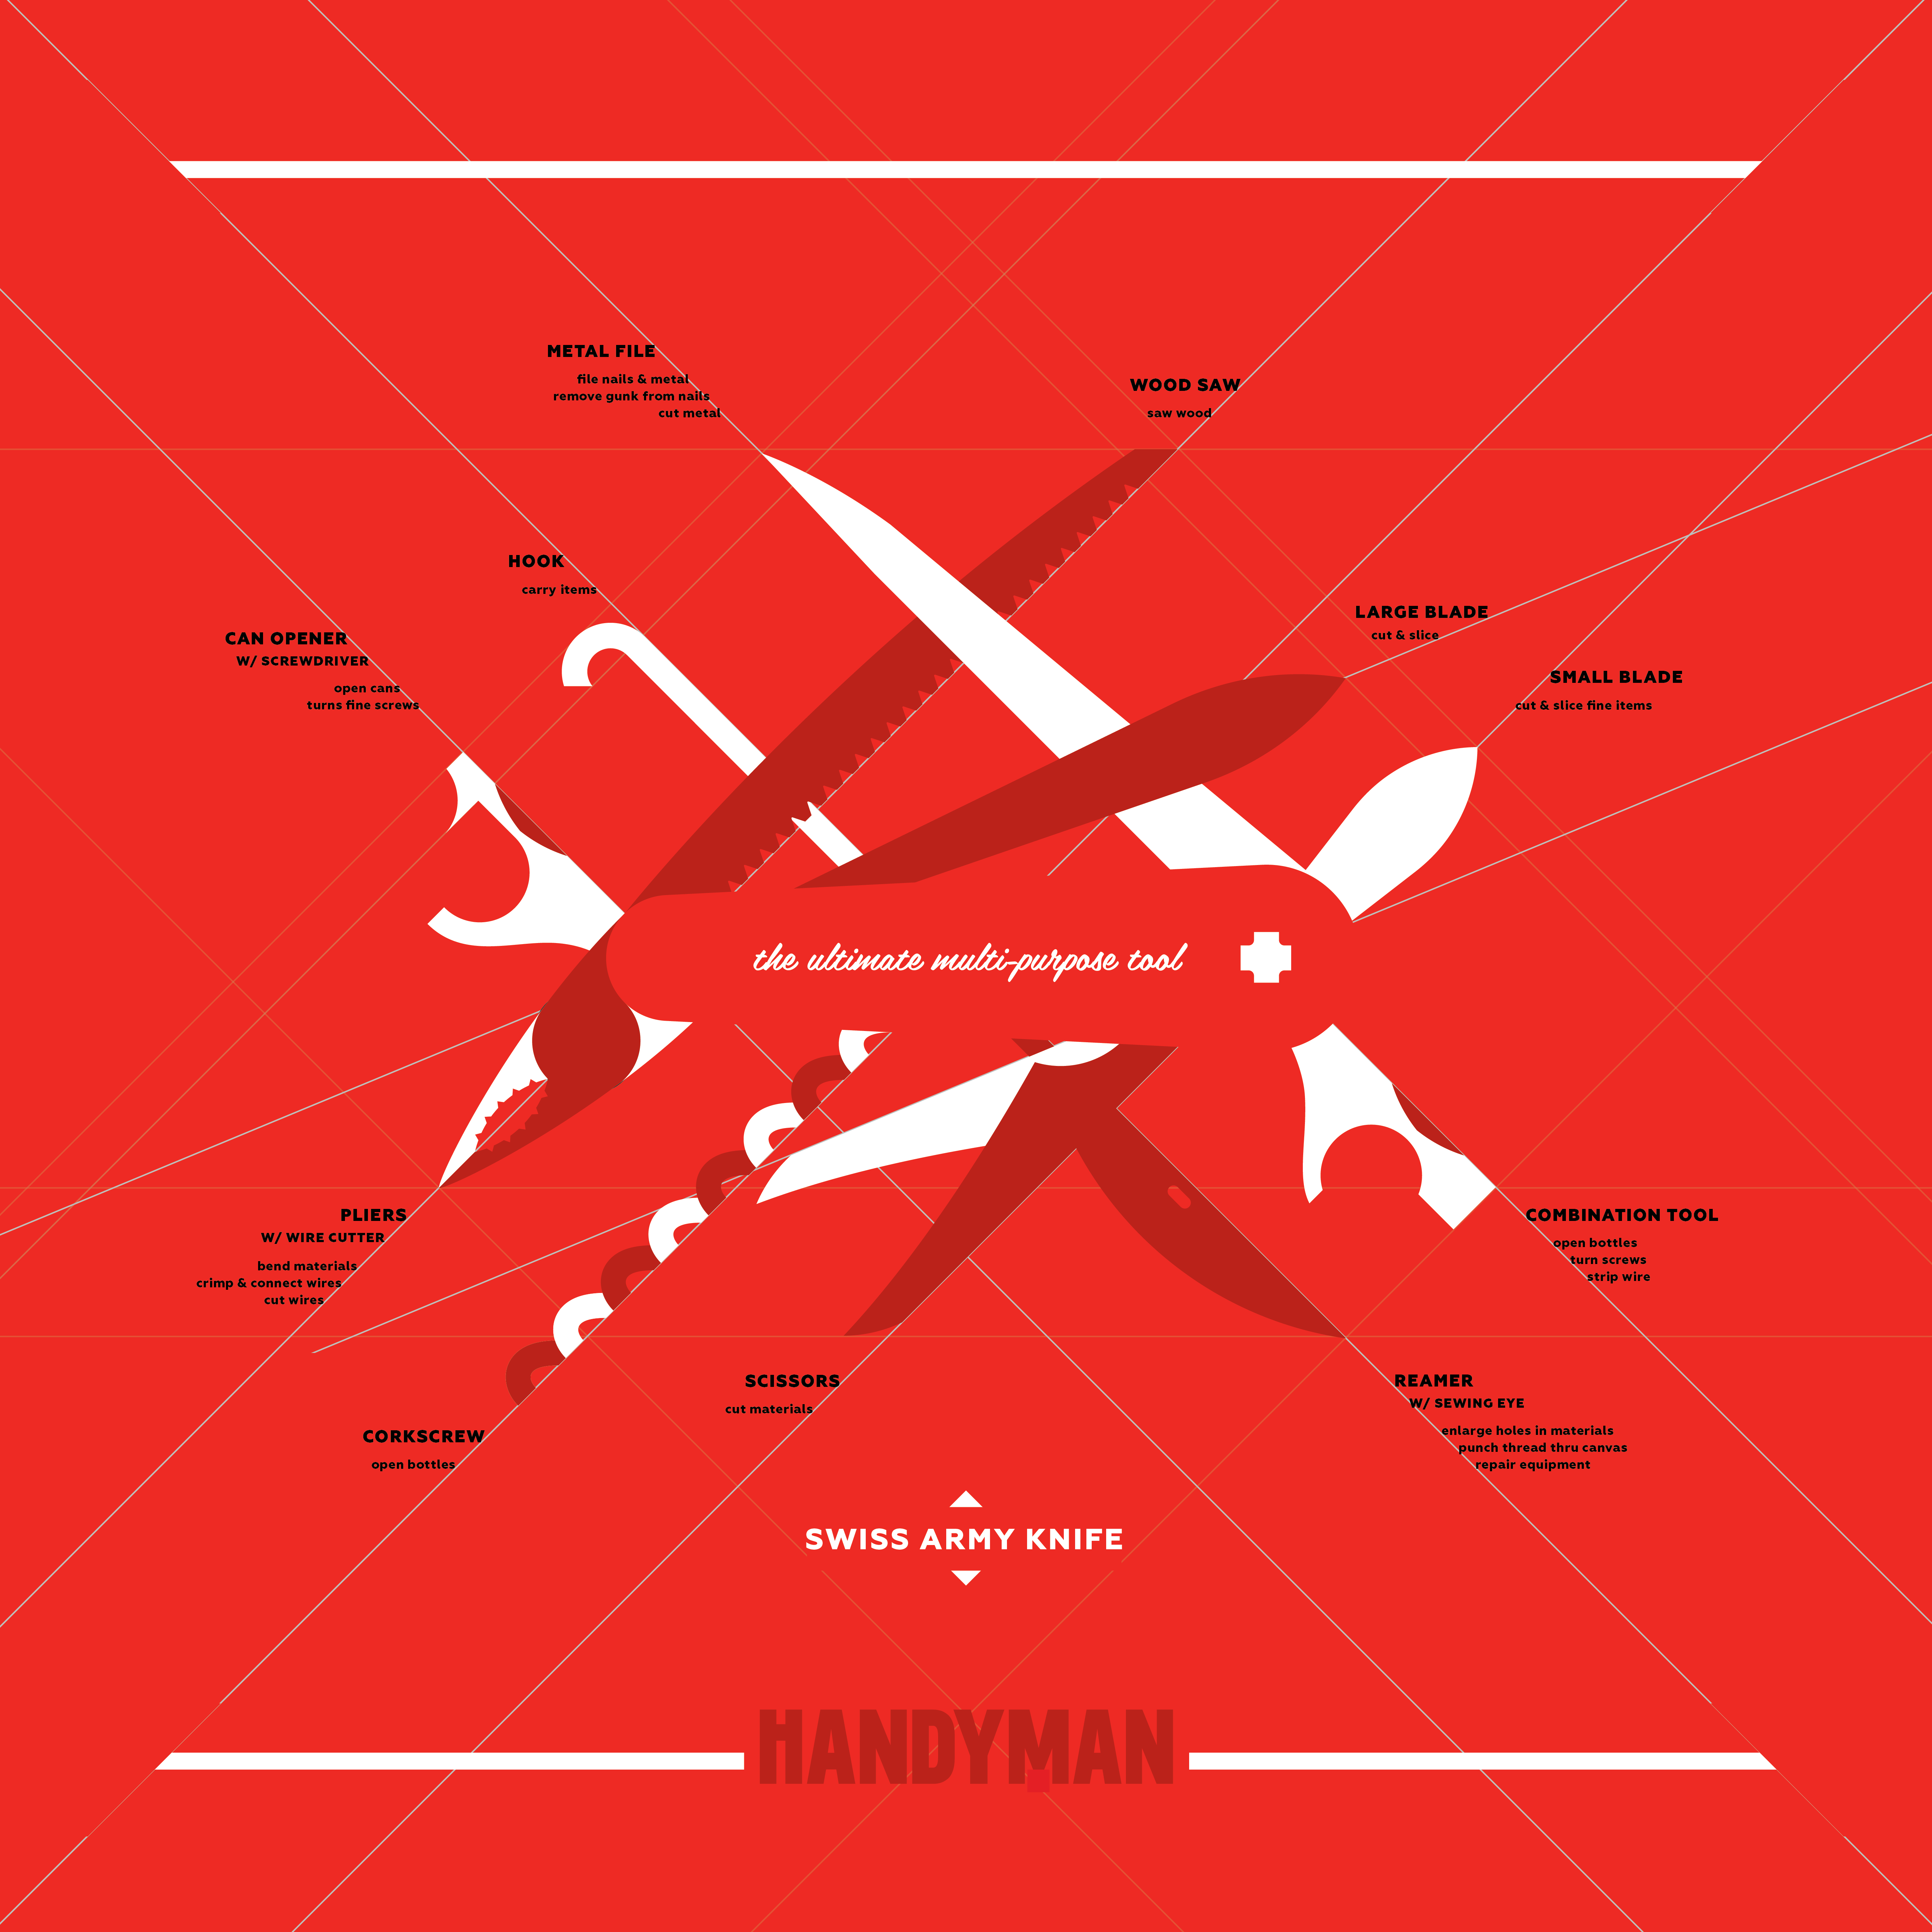 METAL FILE
file nails & metal
remove gunk from nails
cut metal
WOOD SAW
saw wood
HOOK
carry items
CAN OPENER
W/ SCREWDRIVER
open cans
turns fine screws
LARGE BLADE
cut & slice
SMALL BLADE
cut & slice fine items
the ultimate multi-purpose tool
PLIERS
W/ WIRE CUTTER
bend materials
crimp & connect wires
cut wires
COMBINATION TOOL
open bottles
turn screws
strip wire
CORKSCREW
open bottles
SCISSORS
cut materials
REAMER
W/ SEWING EYE
enlarge holes in materials
punch thread thru canvas
repair equipment
SWISS ARMY KNIFE
HANDYMAN